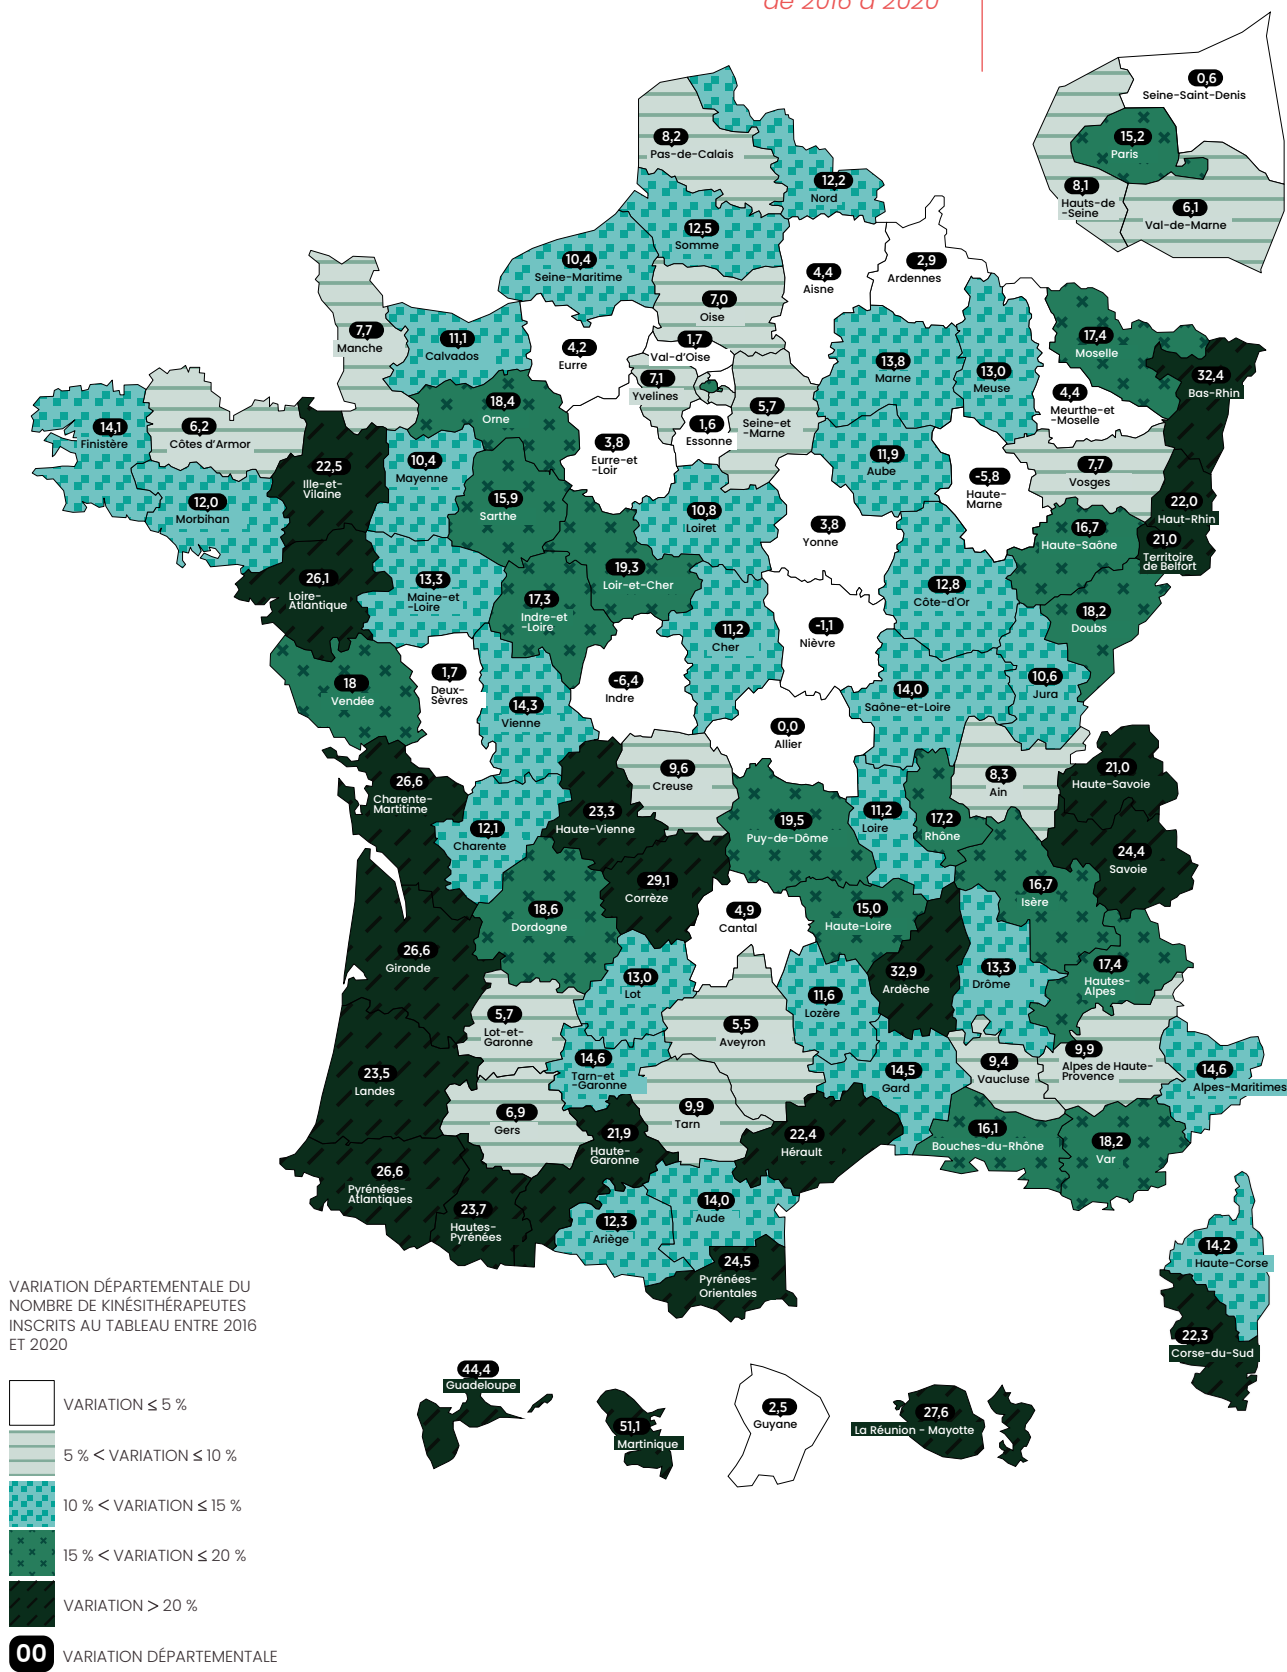 de 2016 à 2020
0,6
Seine-Saint-Denis
15,2
Paris
8,1
Hauts-de
-Seine
6,1
Val-de-Marne
8,2
Pas-de-Calais
12,2
Nord
12,5
Somme
10,4
Seine-Maritime
4,4
Aisne
2,9
Ardennes
7,0
Oise
7,7
Manche
11,1
Calvados
4,2
Eurre
1,7
Val-d'Oise
7,1
Yvelines
13,8
Marne
13,0
Meuse
17,4
Moselle
32,4
Bas-Rhin
4,4
Meurthe-et
-Moselle
18,4
Orne
5,7
Seine-et
-Marne
1,6
Essonne
14,1
Finistère
6,2
Côtes d'Armor
3,8
Eurre-et
-Loir
11,9
Aube
22,5
Ille-et-
Vilaine
10,4
Mayenne
-5,8
Haute-
Marne
7,7
Vosges
12,0
Morbihan
15,9
Sarthe
10,8
Loiret
3,8
Yonne
22,0
Haut-Rhin
16,7
Haute-Saône
21,0
Territoire
de Belfort
26,1
Loire-
Atlantique
13,3
Maine-et
-Loire
17,3
Indre-et
-Loire
19,3
Loir-et-Cher
12,8
Côte-d'Or
18,2
Doubs
11,2
Cher
-1,1
Nièvre
18
Vendée
1,7
Deux-
Sèvres
14,3
Vienne
-6,4
Indre
14,0
Saône-et-Loire
10,6
Jura
0,0
Allier
26,6
Charente-
Martitime
9,6
Creuse
8,3
Ain
21,0
Haute-Savoie
12,1
Charente
23,3
Haute-Vienne
19,5
Puy-de-Dôme
11,2
Loire
17,2
Rhône
24,4
Savoie
29,1
Corrèze
16,7
Isère
18,6
Dordogne
4,9
Cantal
15,0
Haute-Loire
26,6
Gironde
13,0
Lot
32,9
Ardèche
13,3
Drôme
17,4
Hautes-
Alpes
5,7
Lot-et-
Garonne
5,5
Aveyron
11,6
Lozère
23,5
Landes
14,6
Tarn-et
-Garonne
14,5
Gard
9,4
Vaucluse
9,9
Alpes de Haute-
Provence
14,6
Alpes-Maritimes
6,9
Gers
9,9
Tarn
21,9
Haute-
Garonne
22,4
Hérault
16,1
Bouches-du-Rhône
18,2
Var
26,6
Pyrénées-
Atlantiques
23,7
Hautes-
Pyrénées
12,3
Ariège
14,0
Aude
24,5
Pyrénées-
Orientales
14,2
Haute-Corse
22,3
Corse-du-Sud
VARIATION DÉPARTEMENTALE DU
NOMBRE DE KINÉSITHÉRAPEUTES
INSCRITS AU TABLEAU ENTRE 2016
ET 2020
VARIATION ≤ 5 %
5 % < VARIATION ≤ 10 %
10 % < VARIATION ≤ 15 %
15 % < VARIATION ≤ 20 %
VARIATION > 20 %
00 VARIATION DÉPARTEMENTALE
44,4
Guadeloupe
51,1
Martinique
2,5
Guyane
27,6
La Réunion - Mayotte